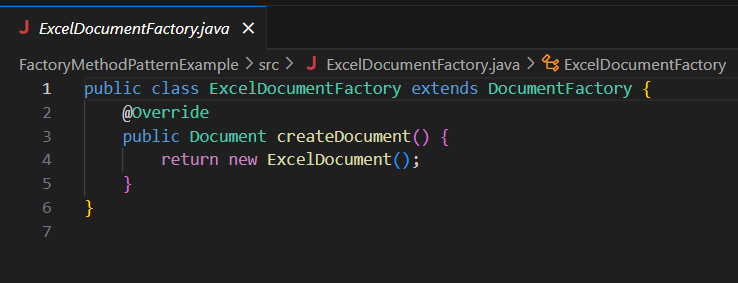 J ExcelDocumentFactory.java ×
FactoryMethodPatternExample > src > J ExcelDocumentFactory.java > ExcelDocumentFactory
1 public class ExcelDocumentFactory extends DocumentFactory {
2     @Override
3     public Document createDocument() {
4         return new ExcelDocument();
5     }
6 }
7